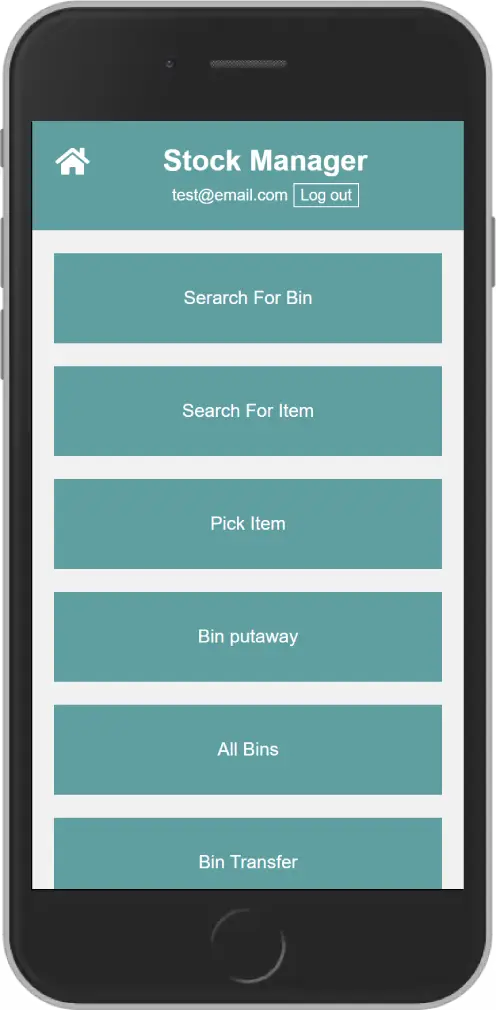 Stock Manager
test@email.com Log out
Serarch For Bin
Search For Item
Pick Item
Bin putaway
All Bins
Bin Transfer